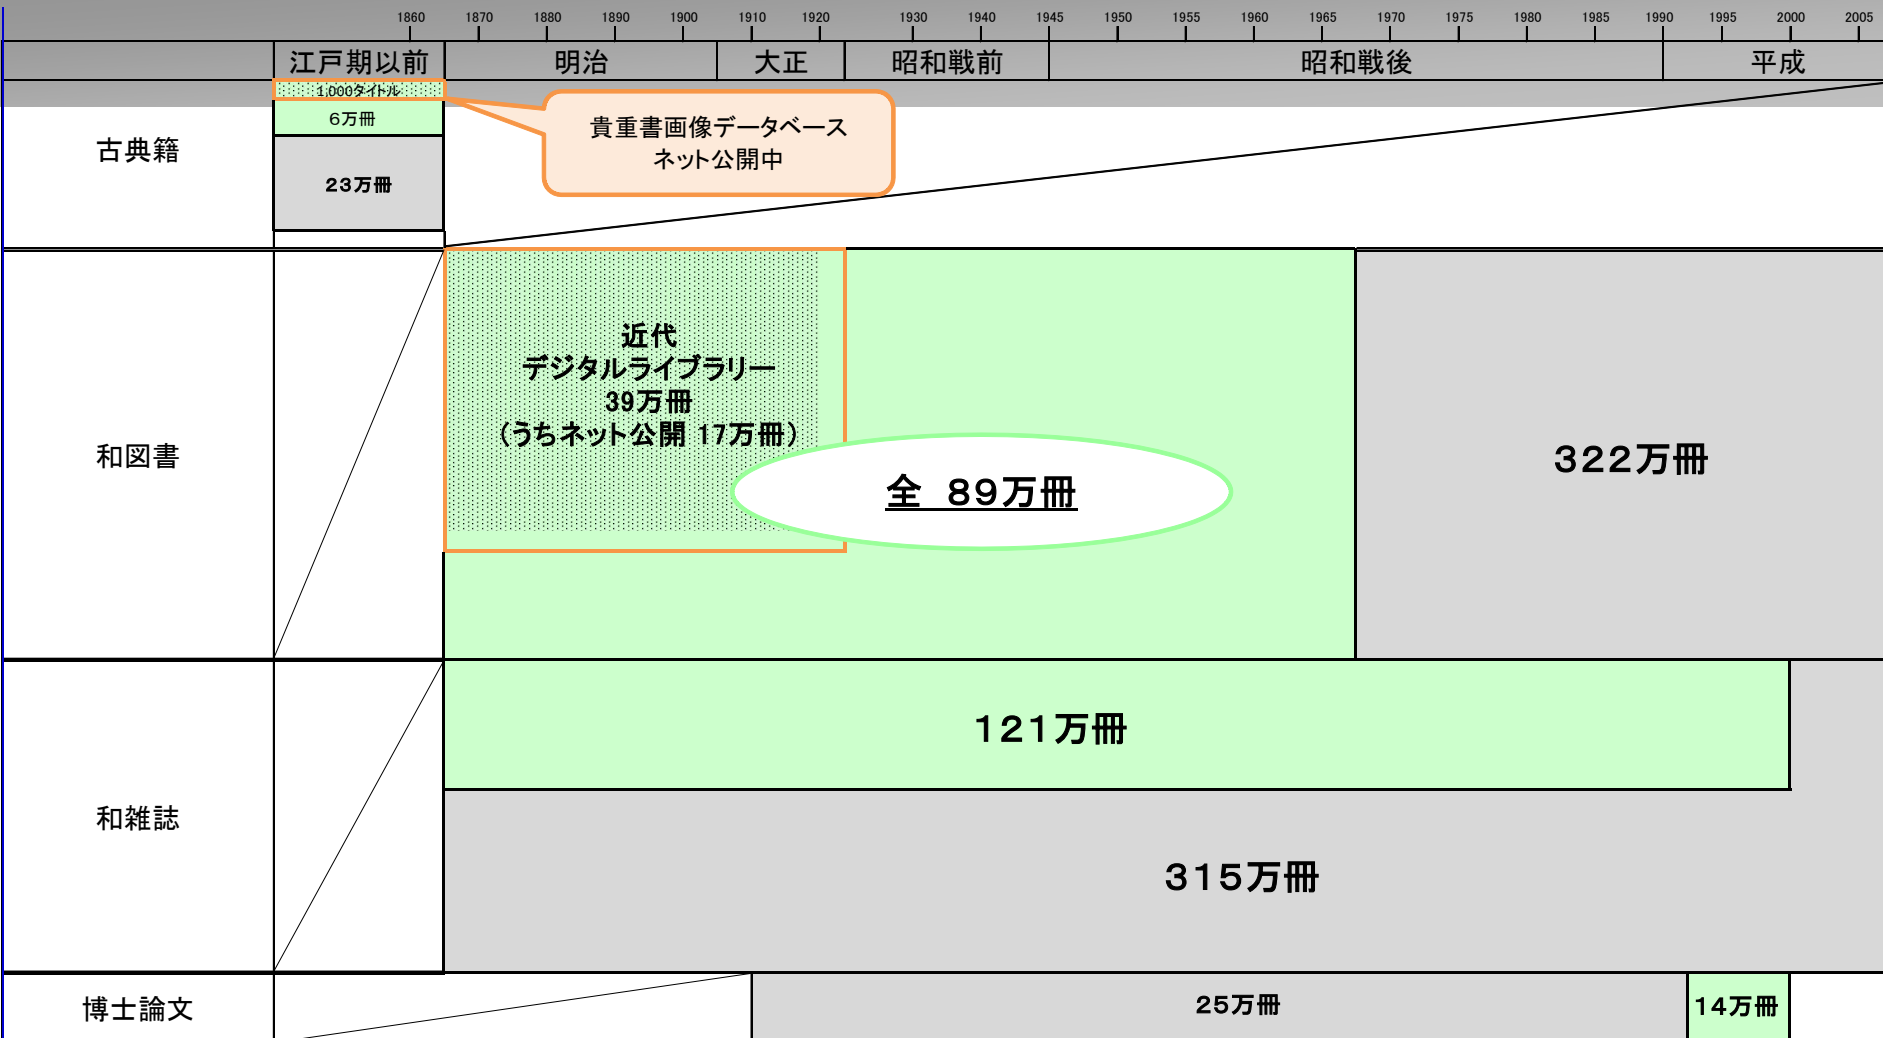 1860 1870 1880 1890 1900 1910 1920 1930 1940 1945 1950 1955 1960 1965 1970 1975 1980 1985 1990 1995 2000 2005
江戸期以前 明治 大正 昭和戦前 昭和戦後 平成
1,000タイトル
6万冊
古典籍
23万冊
貴重書画像データベース
ネット公開中
和図書
近代
デジタルライブラリー
39万冊
(うちネット公開 17万冊)
全 89万冊
322万冊
和雑誌
121万冊
315万冊
博士論文
25万冊
14万冊